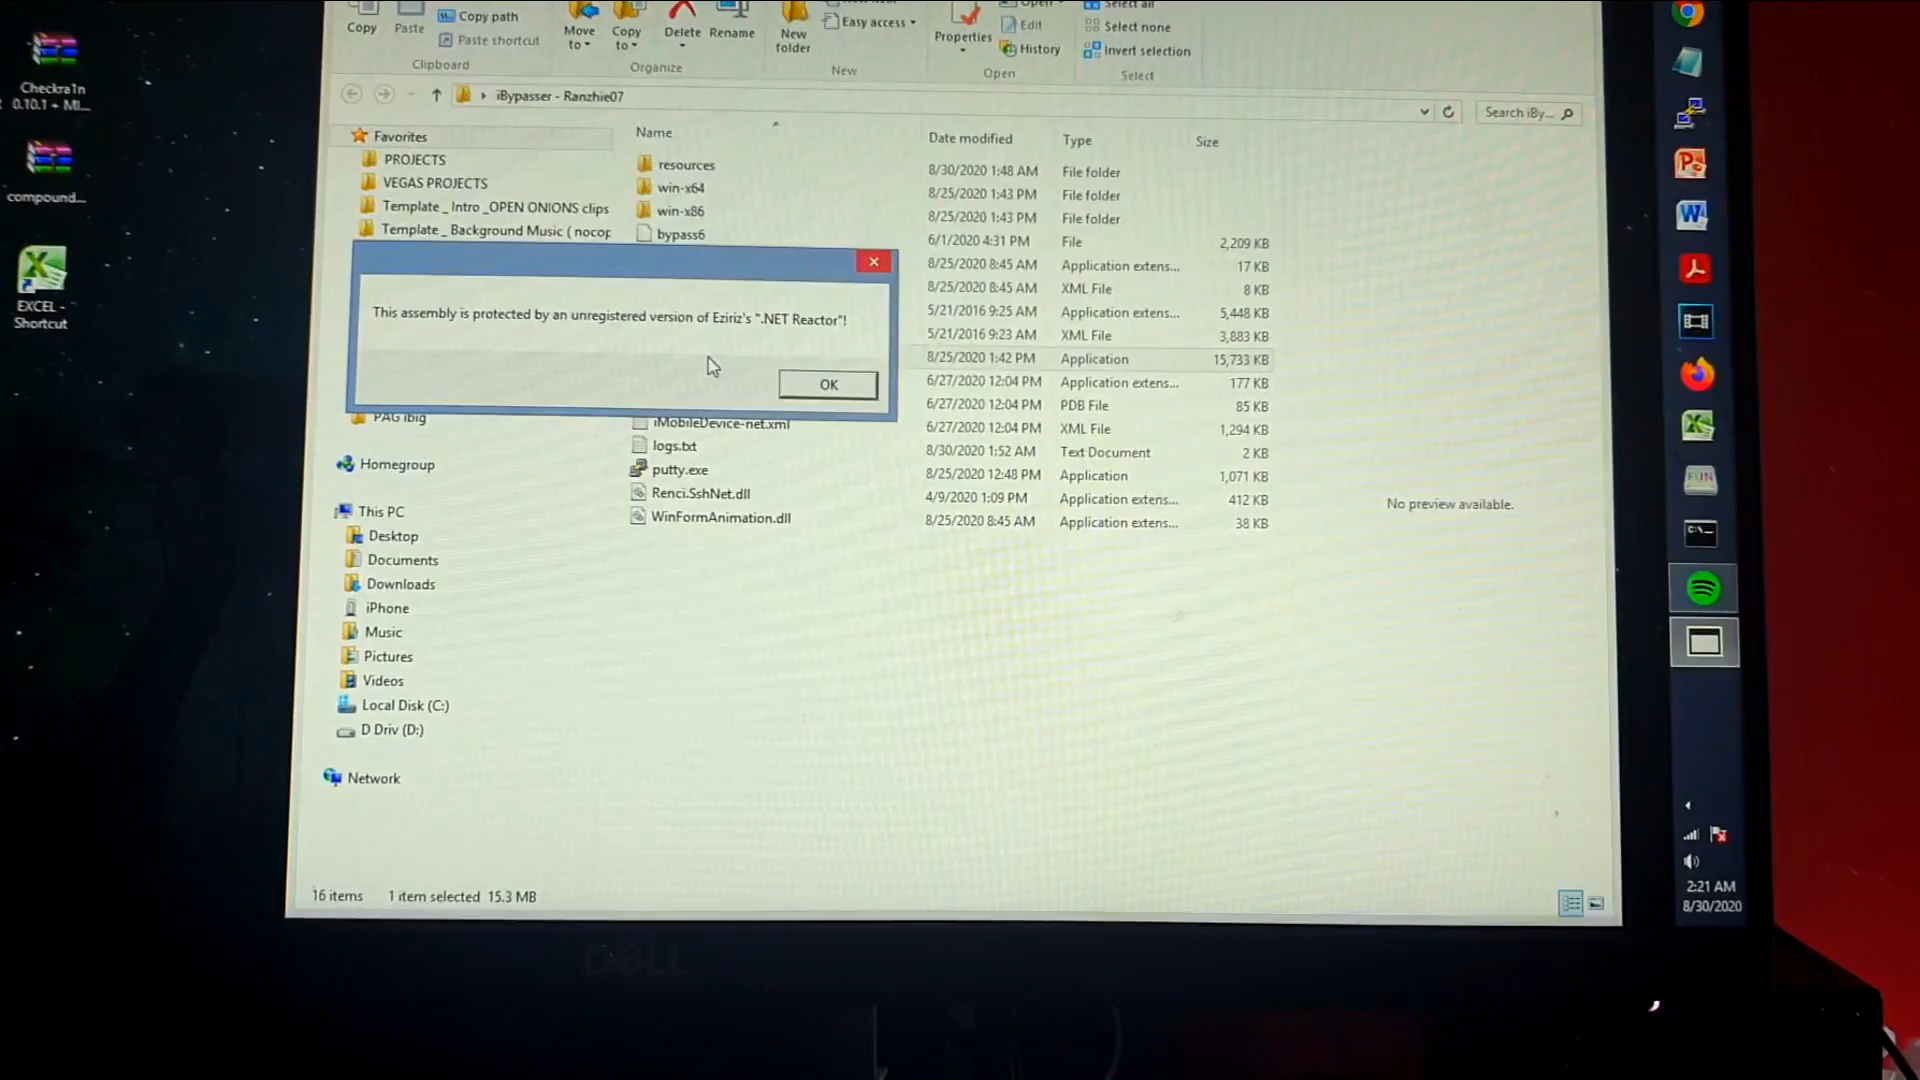 Copy
Paste
Copy path
Paste shortcut
Clipboard
Move to
Copy to
Delete
Rename
Organize
New folder
Easy access
New
Properties
Open
Edit
History
Open
Select all
Select none
Invert selection
Select
iBypasser - Ranzhie07
Search iBy...
Name
Date modified
Type
Size
Favorites
PROJECTS
VEGAS PROJECTS
Template _ Intro _OPEN ONIONS clips
Template _ Background Music ( nocop
PAG ibig
Homegroup
This PC
Desktop
Documents
Downloads
iPhone
Music
Pictures
Videos
Local Disk (C:)
D Driv (D:)
Network
resources 8/30/2020 1:48 AM File folder
win-x64 8/25/2020 1:43 PM File folder
win-x86 8/25/2020 1:43 PM File folder
bypass6 6/1/2020 4:31 PM File 2,209 KB
8/25/2020 8:45 AM Application extens... 17 KB
8/25/2020 8:45 AM XML File 8 KB
5/21/2016 9:25 AM Application extens... 5,448 KB
5/21/2016 9:23 AM XML File 3,883 KB
8/25/2020 1:42 PM Application 15,733 KB
6/27/2020 12:04 PM Application extens... 177 KB
6/27/2020 12:04 PM PDB File 85 KB
iMobileDevice-net.xml 6/27/2020 12:04 PM XML File 1,294 KB
logs.txt 8/30/2020 1:52 AM Text Document 2 KB
putty.exe 8/25/2020 12:48 PM Application 1,071 KB
Renci.SshNet.dll 4/9/2020 1:09 PM Application extens... 412 KB
WinFormAnimation.dll 8/25/2020 8:45 AM Application extens... 38 KB
This assembly is protected by an unregistered version of Eziriz's ".NET Reactor"!
OK
No preview available.
16 items 1 item selected 15.3 MB
Checkra1n
0.10.1 + MI...
compound...
EXCEL -
Shortcut
FUN
2:21 AM
8/30/2020
DELL